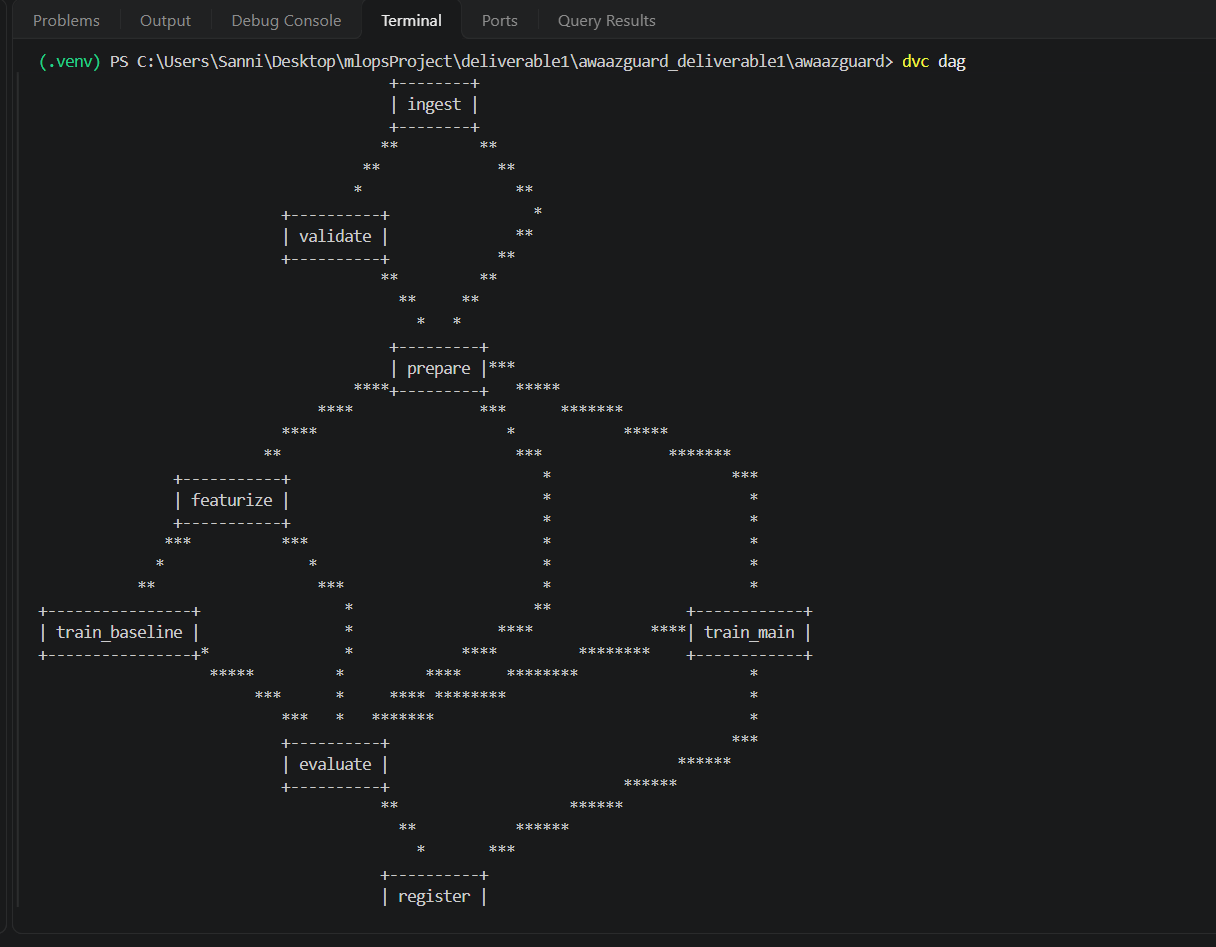 Problems Output Debug Console Terminal Ports Query Results
(.venv) PS C:\Users\Sanni\Desktop\mlopsProject\deliverable1\awaazguard_deliverable1\awaazguard> dvc dag
+--------+
| ingest |
+--------+
** **
** **
* **
+----------+ *
| validate | **
+----------+ **
** **
** **
* *
+---------+
| prepare |***
****+---------+ *****
**** *** *******
**** * *****
** *** *******
+-----------+ * ***
| featurize | * *
+-----------+ * *
*** *** * *
* * * *
** *** * *
+----------------+ * ** +------------+
| train_baseline | * **** ****| train_main |
+----------------+* * **** ******** +------------+
***** * **** ******** *
*** * **** ******** *
*** * ******* *
+----------+ ***
| evaluate | ******
+----------+ ******
** ******
** ******
* ***
+----------+
| register |